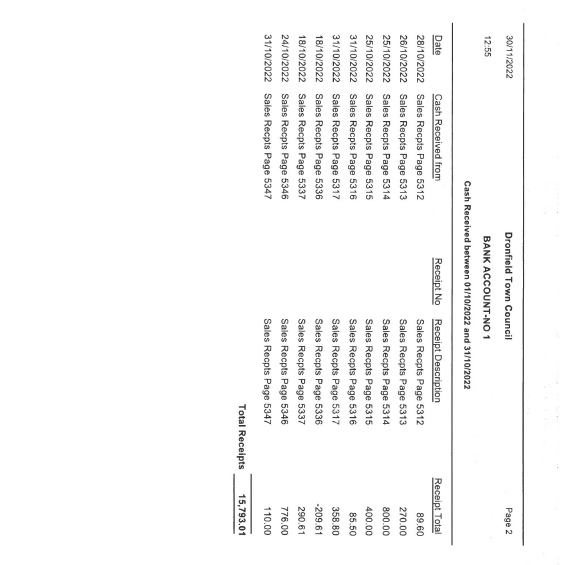 30/11/2022 Dronfield Town Council Page 2
12:55 BANK ACCOUNT-NO 1
Cash Received between 01/10/2022 and 31/10/2022
Date Cash Received from Receipt No Receipt Description Receipt Total
28/10/2022 Sales Recpts Page 5312 Sales Recpts Page 5312 89.60
26/10/2022 Sales Recpts Page 5313 Sales Recpts Page 5313 270.00
25/10/2022 Sales Recpts Page 5314 Sales Recpts Page 5314 800.00
25/10/2022 Sales Recpts Page 5315 Sales Recpts Page 5315 400.00
31/10/2022 Sales Recpts Page 5316 Sales Recpts Page 5316 85.50
31/10/2022 Sales Recpts Page 5317 Sales Recpts Page 5317 358.80
18/10/2022 Sales Recpts Page 5336 Sales Recpts Page 5336 -209.61
18/10/2022 Sales Recpts Page 5337 Sales Recpts Page 5337 290.61
24/10/2022 Sales Recpts Page 5346 Sales Recpts Page 5346 776.00
31/10/2022 Sales Recpts Page 5347 Sales Recpts Page 5347 110.00
Total Receipts 15,793.01